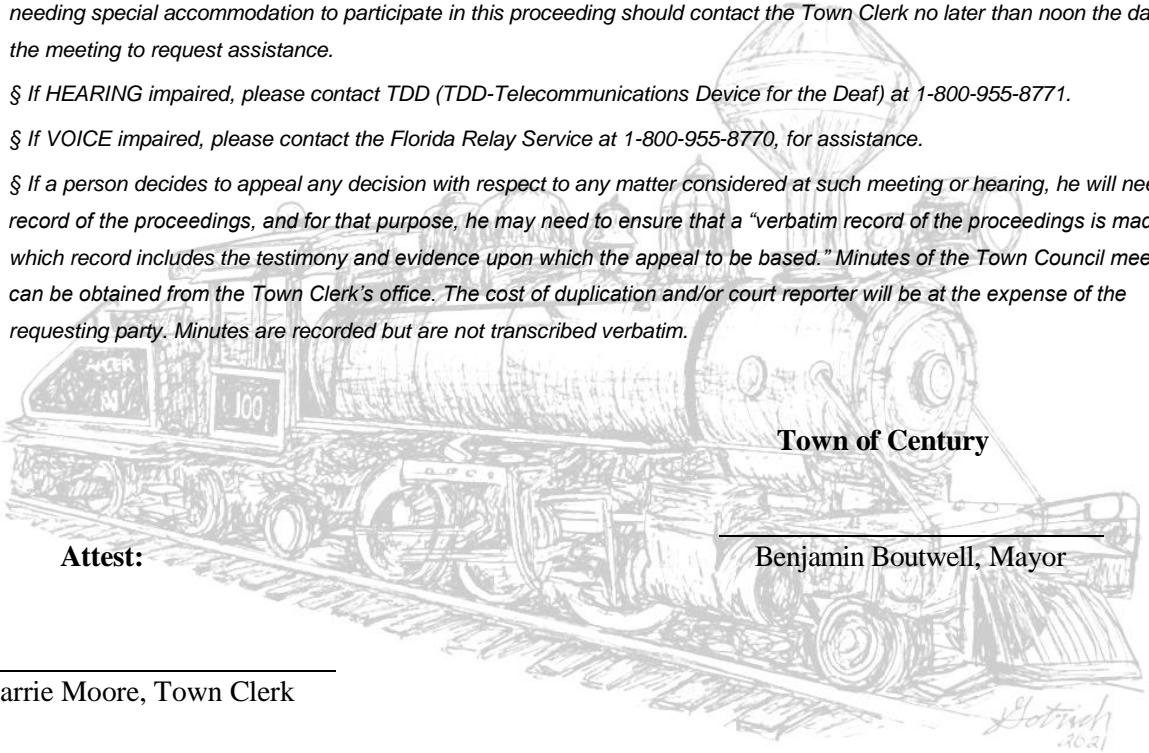 needing special accommodation to participate in this proceeding should contact the Town Clerk no later than noon the da
the meeting to request assistance.
§ If HEARING impaired, please contact TDD (TDD-Telecommunications Device for the Deaf) at 1-800-955-8771.
§ If VOICE impaired, please contact the Florida Relay Service at 1-800-955-8770, for assistance.
§ If a person decides to appeal any decision with respect to any matter considered at such meeting or hearing, he will nee
record of the proceedings, and for that purpose, he may need to ensure that a “verbatim record of the proceedings is mad
which record includes the testimony and evidence upon which the appeal to be based.” Minutes of the Town Council mee
can be obtained from the Town Clerk’s office. The cost of duplication and/or court reporter will be at the expense of the
requesting party. Minutes are recorded but are not transcribed verbatim.
100
Town of Century
Attest:
Benjamin Boutwell, Mayor
arrie Moore, Town Clerk
2021